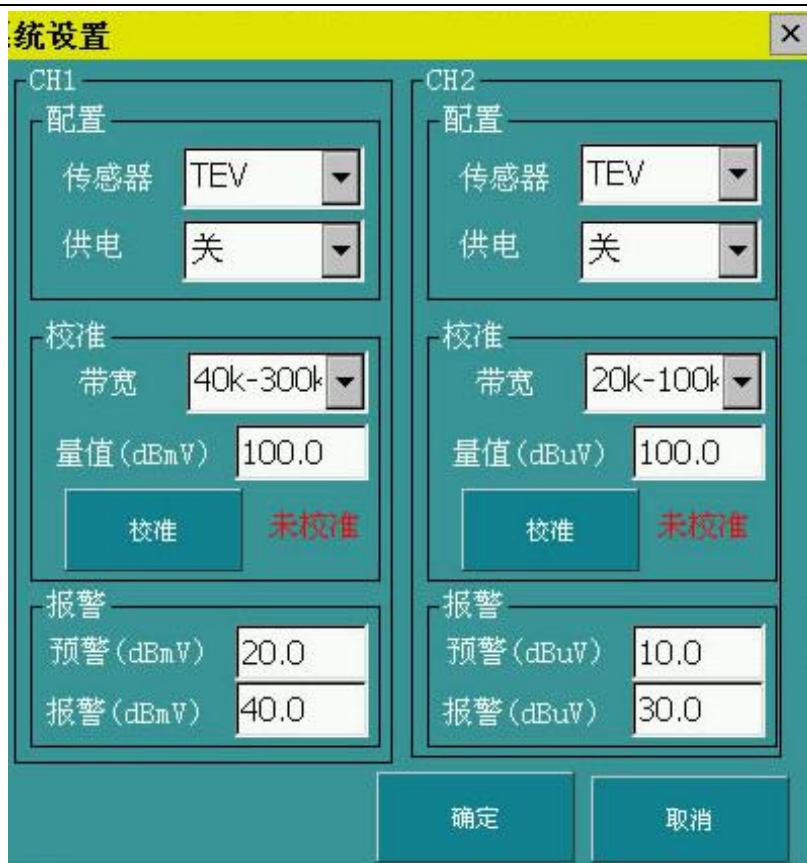 统设置
CH1
配置
传感器 TEV
供电 关
校准
带宽 40k-300k
量值(dBmV) 100.0
校准 未校准
报警
预警(dBmV) 20.0
报警(dBmV) 40.0
CH2
配置
传感器 TEV
供电 关
校准
带宽 20k-100k
量值(dBuV) 100.0
校准 未校准
报警
预警(dBuV) 10.0
报警(dBuV) 30.0
确定 取消